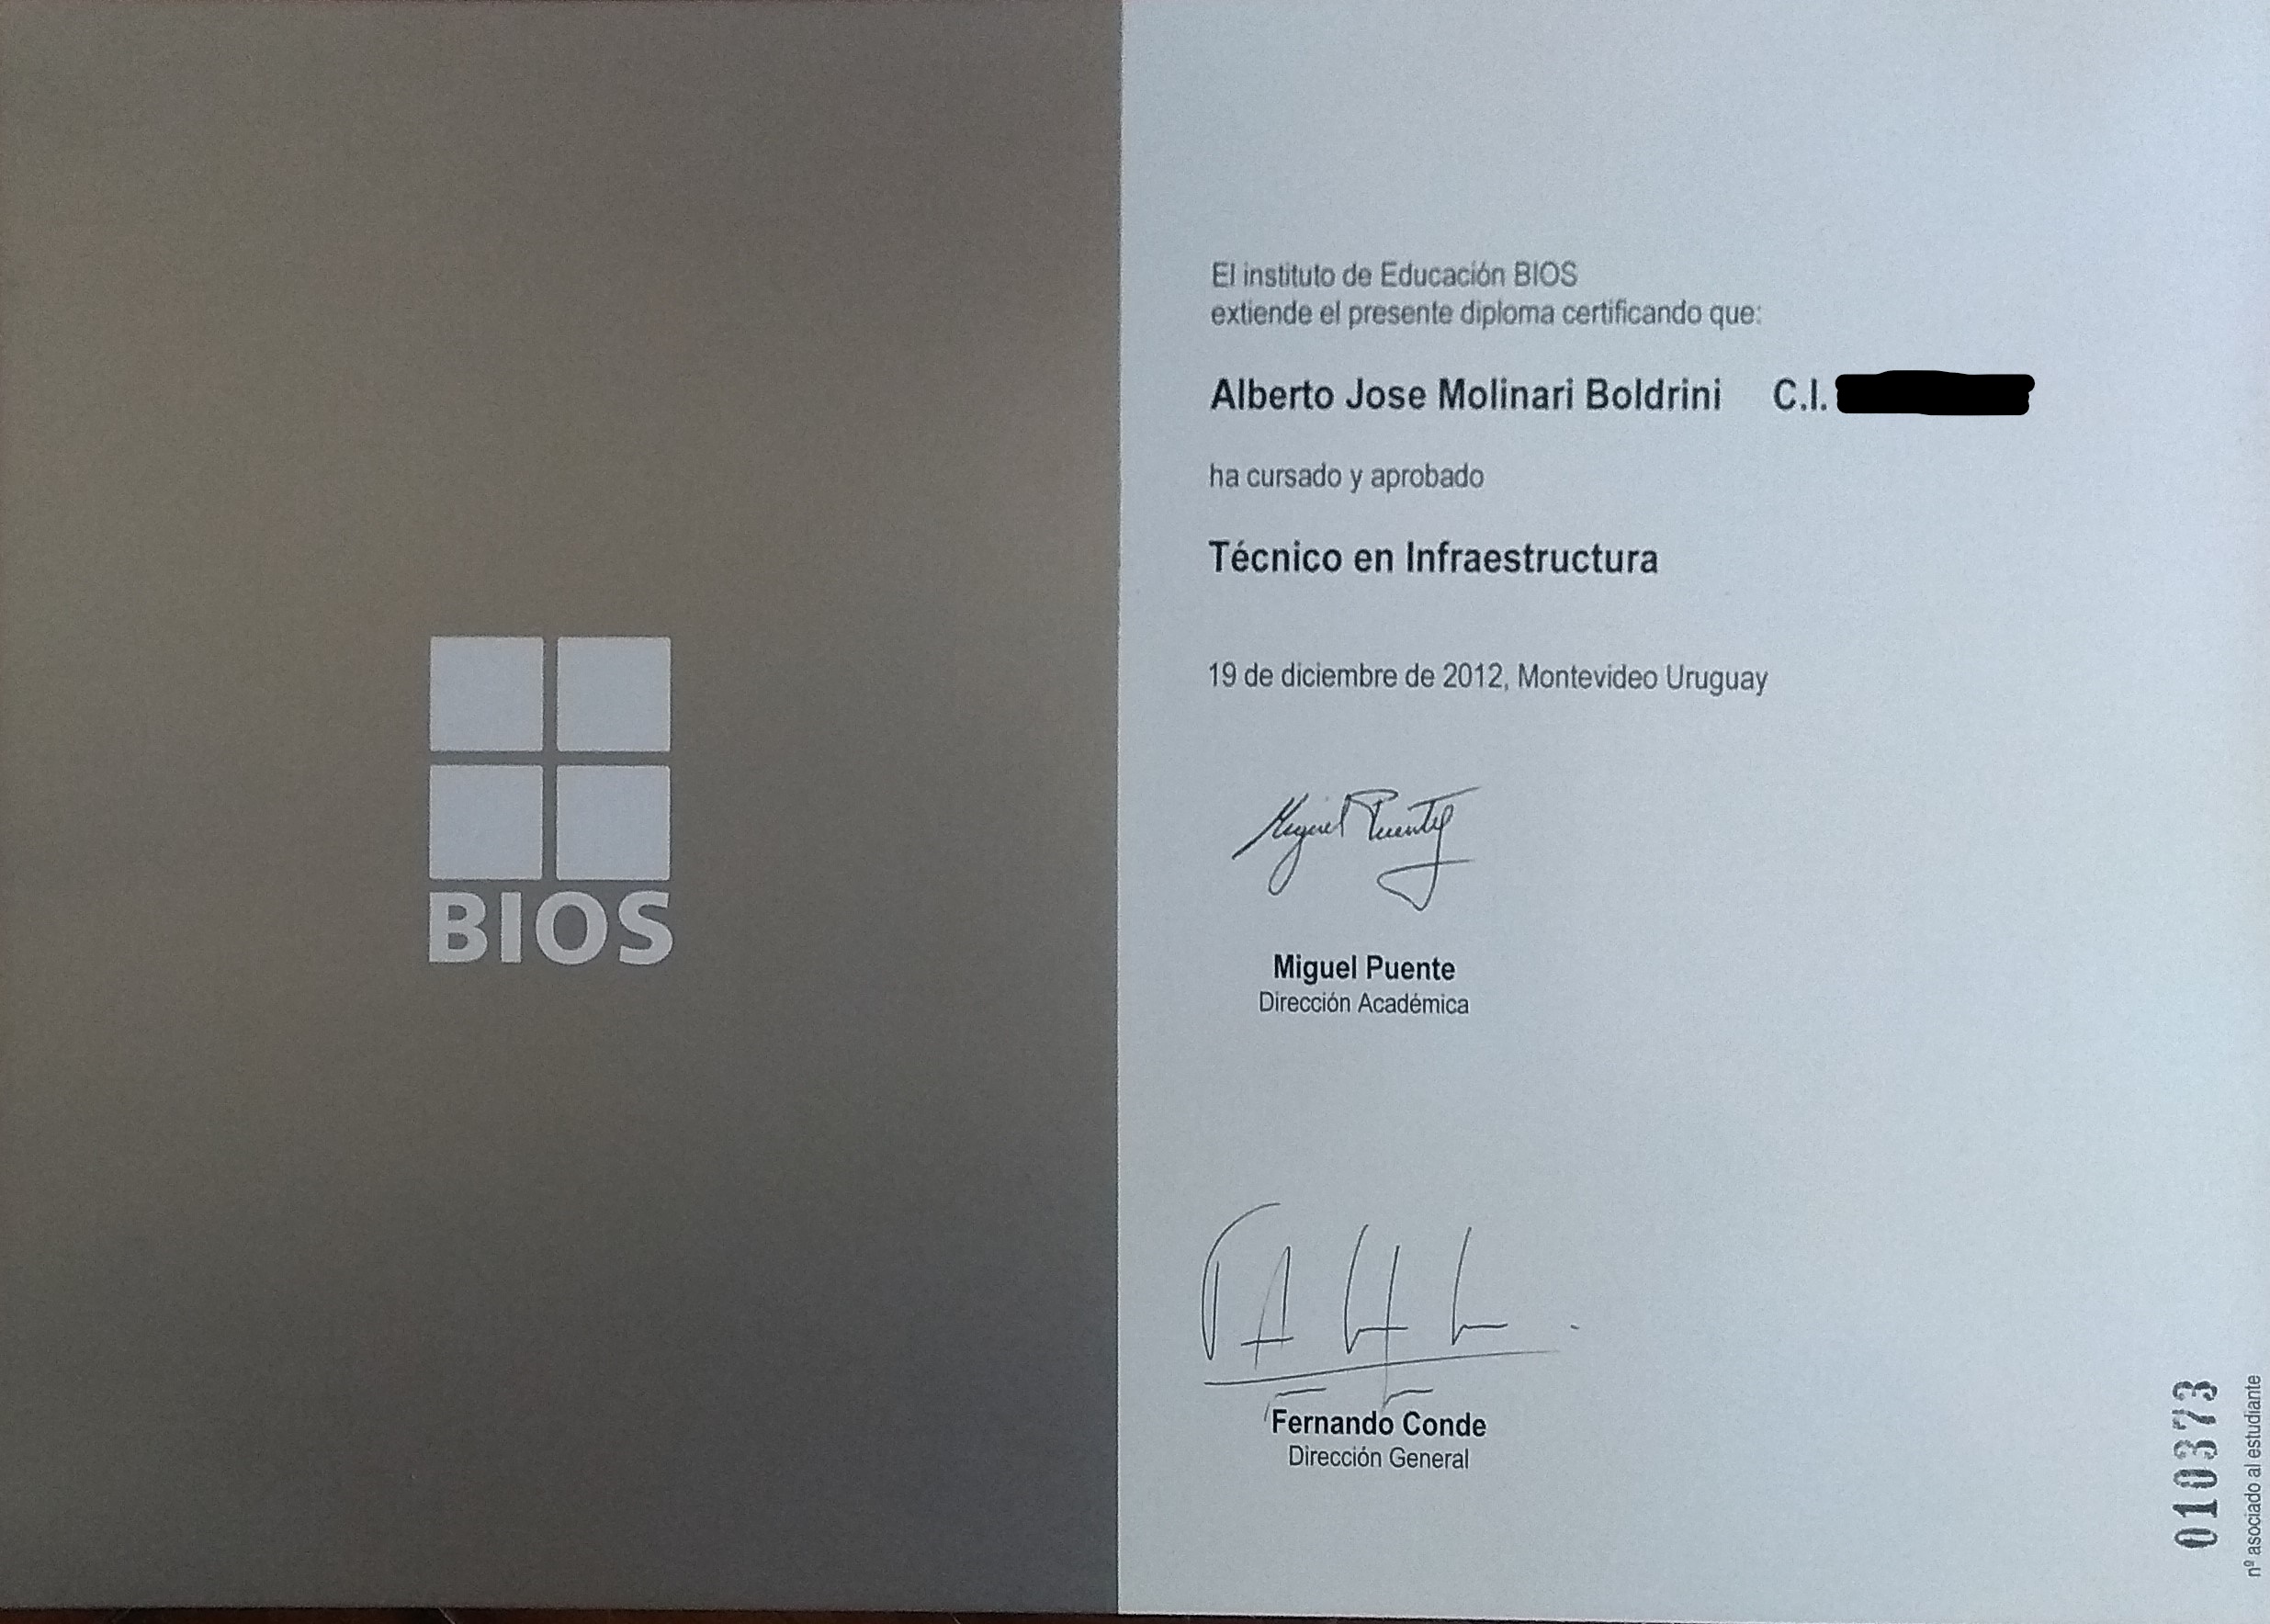 BIOS
El instituto de Educación BIOS
extiende el presente diploma certificando que:
Alberto Jose Molinari Boldrini C.I.
ha cursado y aprobado
Técnico en Infraestructura
19 de diciembre de 2012, Montevideo Uruguay
Miguel Puente
Miguel Puente
Dirección Académica
Fernando Conde
Dirección General
010373
nº asociado al estudiante